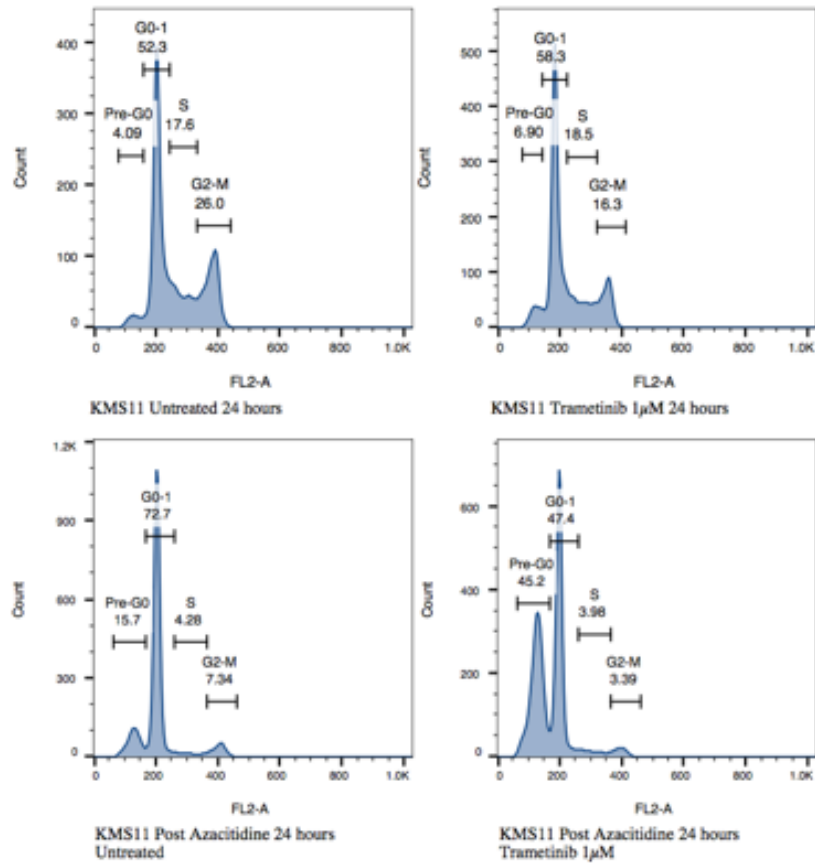 G0-1
52.3
Pre-G0
4.09
S
17.6
G2-M
26.0
400
300
200
100
0
Count
0
200
400
600
800
1.0K
FL2-A
KMS11 Untreated 24 hours
G0-1
58.3
Pre-G0
6.90
S
18.5
G2-M
16.3
500
400
300
200
100
0
Count
0
200
400
600
800
1.0K
FL2-A
KMS11 Trametinib 1µM 24 hours
G0-1
72.7
Pre-G0
15.7
S
4.28
G2-M
7.34
1.2K
900
600
300
0
Count
0
200
400
600
800
1.0K
FL2-A
KMS11 Post Azacitidine 24 hours
Untreated
G0-1
47.4
Pre-G0
45.2
S
3.98
G2-M
3.39
600
400
200
0
Count
0
200
400
600
800
1.0K
FL2-A
KMS11 Post Azacitidine 24 hours
Trametinib 1µM